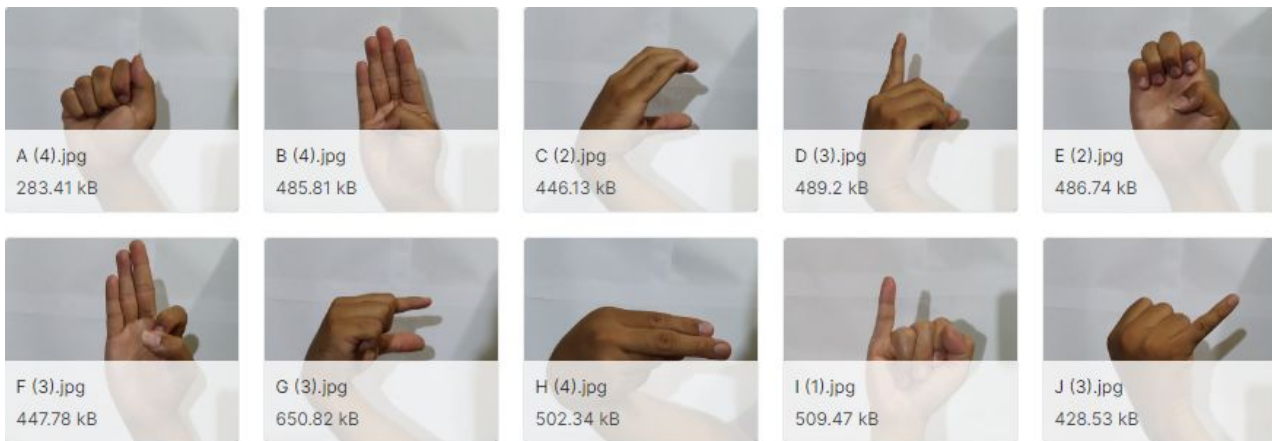 A (4).jpg
283.41 kB
B (4).jpg
485.81 kB
C (2).jpg
446.13 kB
D (3).jpg
489.2 kB
E (2).jpg
486.74 kB
F (3).jpg
447.78 kB
G (3).jpg
650.82 kB
H (4).jpg
502.34 kB
I (1).jpg
509.47 kB
J (3).jpg
428.53 kB